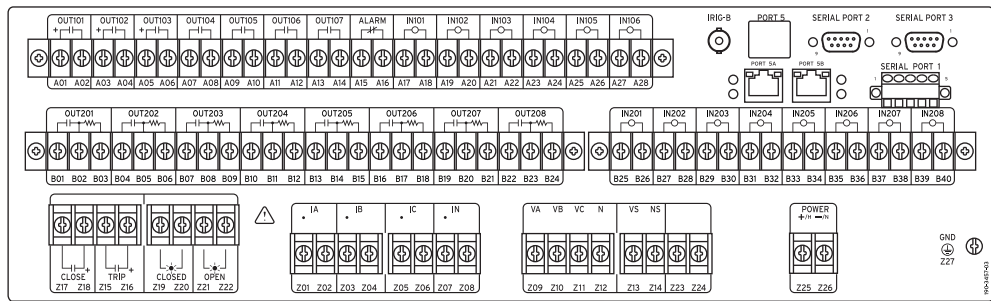 OUT101 OUT102 OUT103 OUT104 OUT105 OUT106 OUT107 ALARM IN101 IN102 IN103 IN104 IN105 IN106
+ + +
A01 A02 A03 A04 A05 A06 A07 A08 A09 A10 A11 A12 A13 A14 A15 A16 A17 A18 A19 A20 A21 A22 A23 A24 A25 A26 A27 A28
IRIG-B PORT 5 SERIAL PORT 2 SERIAL PORT 3
PORT 5A PORT 5B SERIAL PORT 1
1 5
OUT201 OUT202 OUT203 OUT204 OUT205 OUT206 OUT207 OUT208 IN201 IN202 IN203 IN204 IN205 IN206 IN207 IN208
B01 B02 B03 B04 B05 B06 B07 B08 B09 B10 B11 B12 B13 B14 B15 B16 B17 B18 B19 B20 B21 B22 B23 B24 B25 B26 B27 B28 B29 B30 B31 B32 B33 B34 B35 B36 B37 B38 B39 B40
CLOSE TRIP CLOSED OPEN
+ +
Z17 Z18 Z15 Z16 Z19 Z20 Z21 Z22
IA IB IC IN
Z01 Z02 Z03 Z04 Z05 Z06 Z07 Z08
VA VB VC N VS NS
Z09 Z10 Z11 Z12 Z13 Z14 Z23 Z24
POWER
+/H −/N
Z25 Z26
GND
Z27
190-3457-03